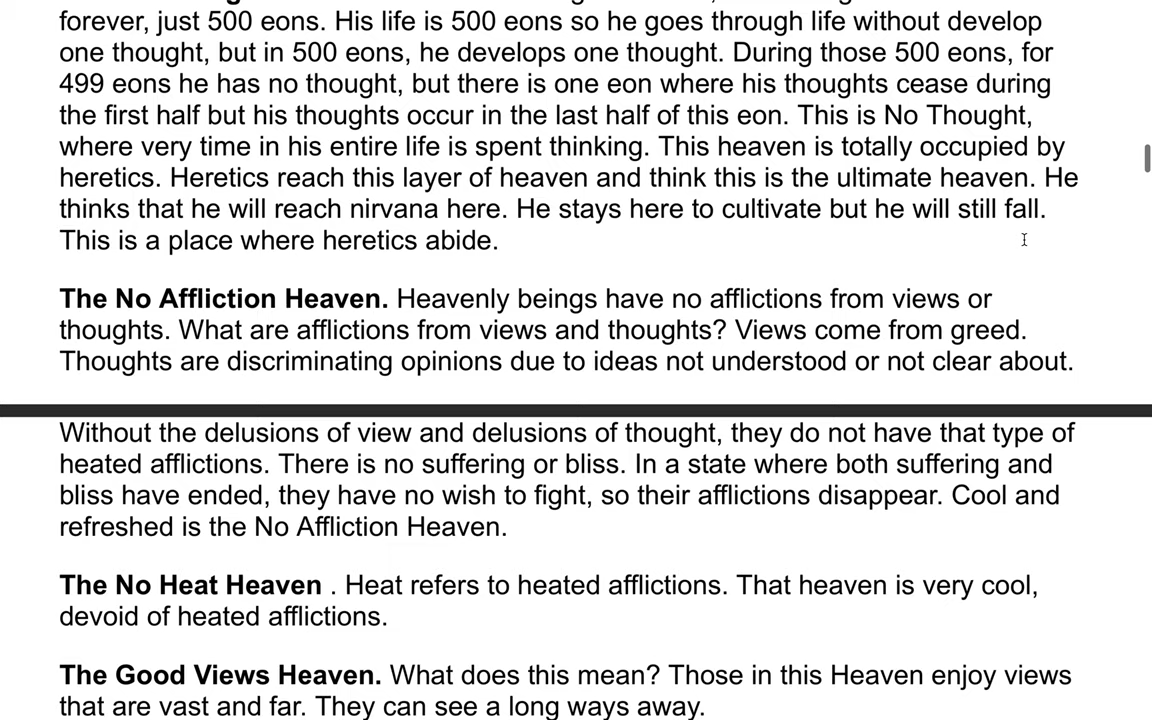 forever, just 500 eons. His life is 500 eons so he goes through life without develop
one thought, but in 500 eons, he develops one thought. During those 500 eons, for
499 eons he has no thought, but there is one eon where his thoughts cease during
the first half but his thoughts occur in the last half of this eon. This is No Thought,
where very time in his entire life is spent thinking. This heaven is totally occupied by
heretics. Heretics reach this layer of heaven and think this is the ultimate heaven. He
thinks that he will reach nirvana here. He stays here to cultivate but he will still fall.
This is a place where heretics abide.
The No Affliction Heaven. Heavenly beings have no afflictions from views or
thoughts. What are afflictions from views and thoughts? Views come from greed.
Thoughts are discriminating opinions due to ideas not understood or not clear about.
Without the delusions of view and delusions of thought, they do not have that type of
heated afflictions. There is no suffering or bliss. In a state where both suffering and
bliss have ended, they have no wish to fight, so their afflictions disappear. Cool and
refreshed is the No Affliction Heaven.
The No Heat Heaven . Heat refers to heated afflictions. That heaven is very cool,
devoid of heated afflictions.
The Good Views Heaven. What does this mean? Those in this Heaven enjoy views
that are vast and far. They can see a long ways away.